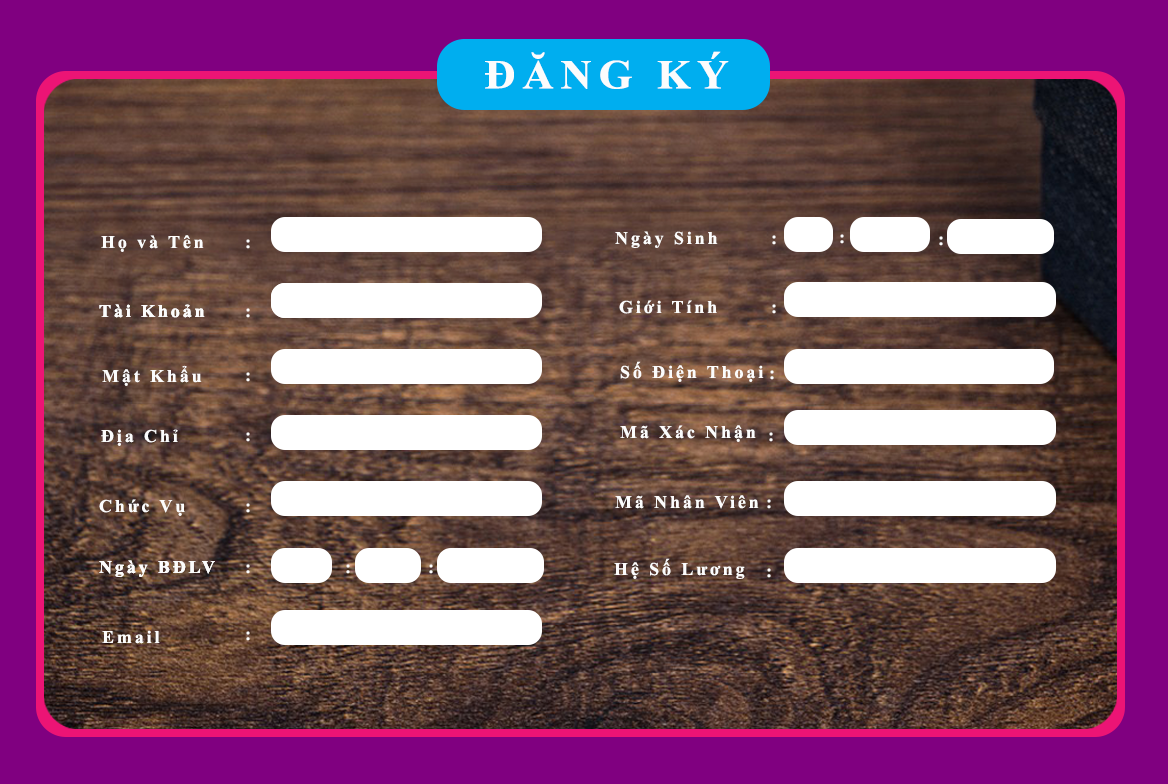 ĐĂNG KÝ
Họ và Tên :
Tài Khoản :
Mật Khẩu :
Địa Chỉ :
Chức Vụ :
Ngày BĐLV : : :
Email :
Ngày Sinh : : :
Giới Tính :
Số Điện Thoại :
Mã Xác Nhận :
Mã Nhân Viên :
Hệ Số Lương :